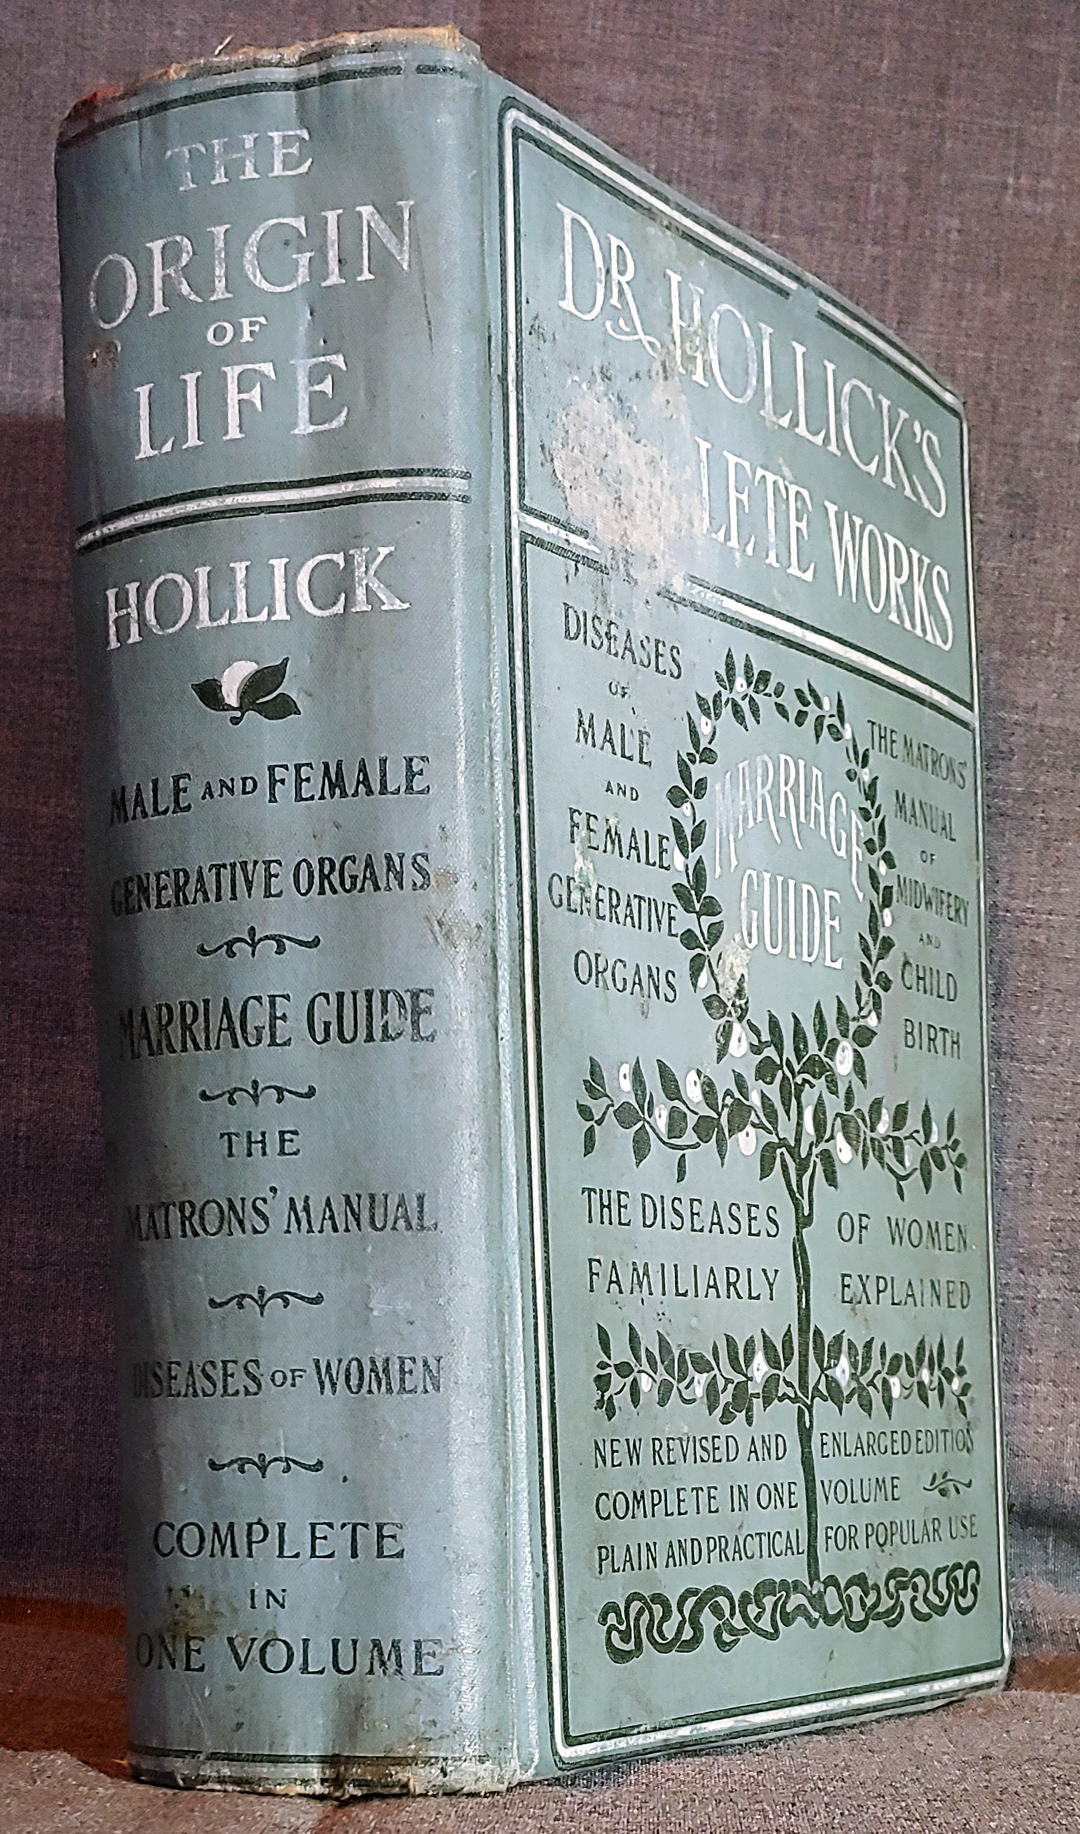 THE
ORIGIN
OF
LIFE
HOLLICK
MALE AND FEMALE
GENERATIVE ORGANS
MARRIAGE GUIDE
THE
MATRONS' MANUAL
DISEASES OF WOMEN
COMPLETE
IN
ONE VOLUME
DR HOLLICK'S
LETE WORKS
DISEASES
OF
MALE
AND
FEMALE
GENERATIVE
ORGANS
MARRIAGE
GUIDE
THE MATRONS'
MANUAL
OF
MIDWIFERY
AND
CHILD
BIRTH
THE DISEASES OF WOMEN
FAMILIARLY EXPLAINED
NEW REVISED AND ENLARGED EDITION
COMPLETE IN ONE VOLUME
PLAIN AND PRACTICAL FOR POPULAR USE